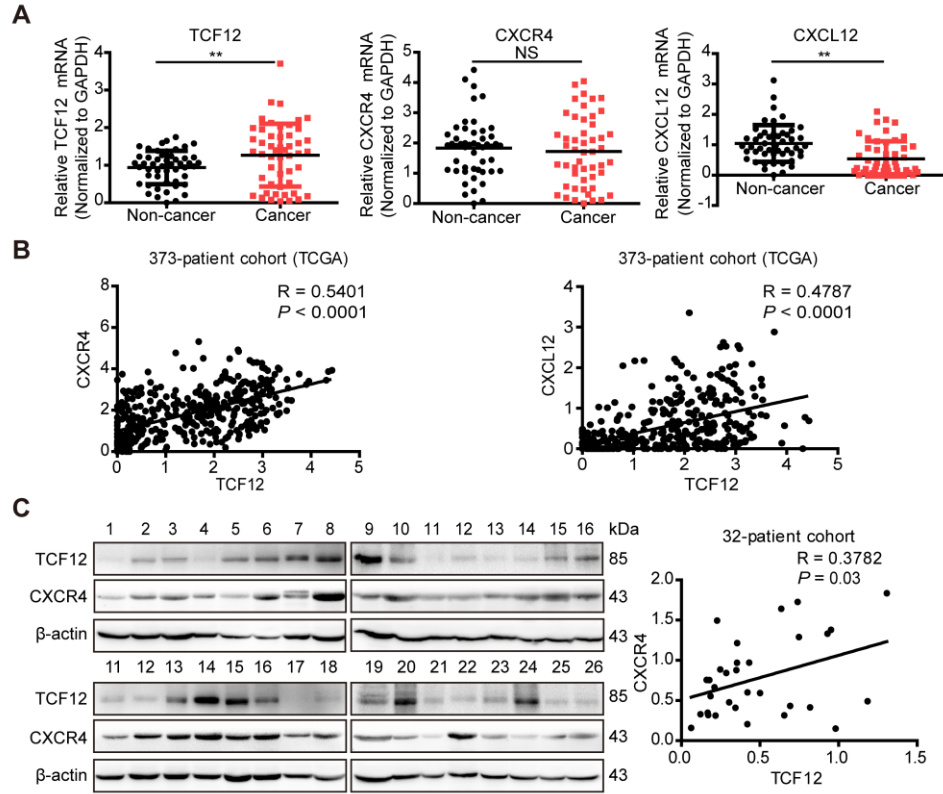 A
TCF12
**
Relative TCF12 mRNA
(Normalized to GAPDH)
4
3
2
1
0
Non-cancer Cancer
CXCR4
NS
Relative CXCR4 mRNA
(Normalized to GAPDH)
5
4
3
2
1
0
Non-cancer Cancer
CXCL12
**
Relative CXCL12 mRNA
(Normalized to GAPDH)
4
3
2
1
0
-1
Non-cancer Cancer
B
373-patient cohort (TCGA)
R = 0.5401
P < 0.0001
CXCR4
8
6
4
2
0
0 1 2 3 4 5
TCF12
373-patient cohort (TCGA)
R = 0.4787
P < 0.0001
CXCL12
4
3
2
1
0
0 1 2 3 4 5
TCF12
C
1 2 3 4 5 6 7 8 9 10 11 12 13 14 15 16 kDa
TCF12 85
CXCR4 43
β-actin 43
11 12 13 14 15 16 17 18 19 20 21 22 23 24 25 26
TCF12 85
CXCR4 43
β-actin 43
32-patient cohort
R = 0.3782
P = 0.03
CXCR4
2.0
1.5
1.0
0.5
0.0
0.0 0.5 1.0 1.5
TCF12